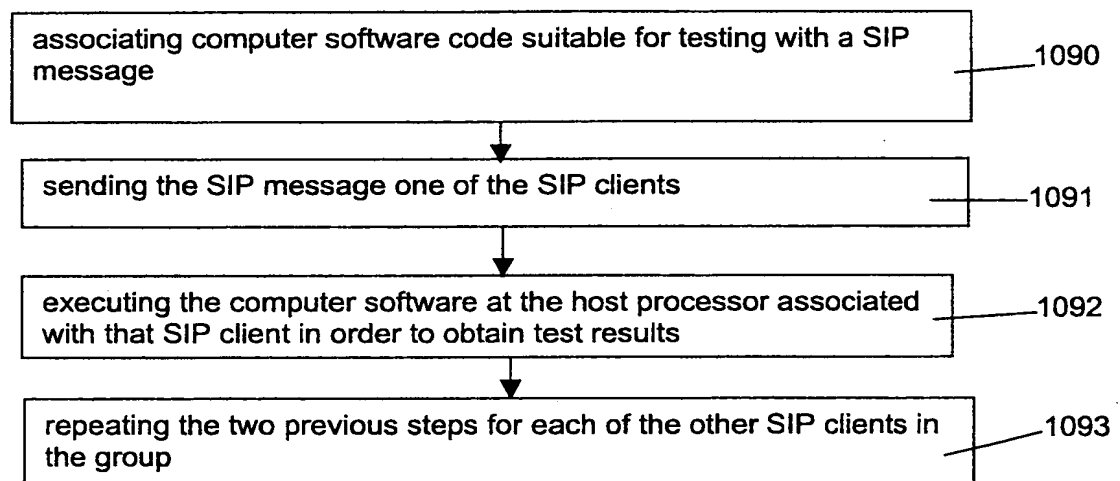 associating computer software code suitable for testing with a SIP
message
1090
sending the SIP message one of the SIP clients
1091
executing the computer software at the host processor associated
with that SIP client in order to obtain test results
1092
repeating the two previous steps for each of the other SIP clients in
the group
1093